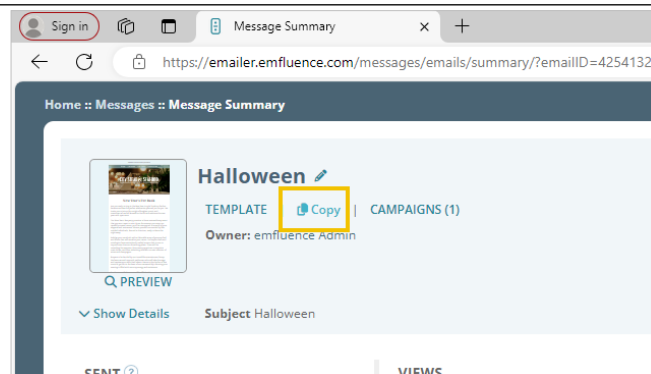 Sign in
Message Summary
https://emailer.emfluence.com/messages/emails/summary/?emailID=4254132
Home :: Messages :: Message Summary
Halloween
TEMPLATE | Copy | CAMPAIGNS (1)
Owner: emfluence Admin
PREVIEW
Show Details Subject Halloween
SENT ? VIEWS